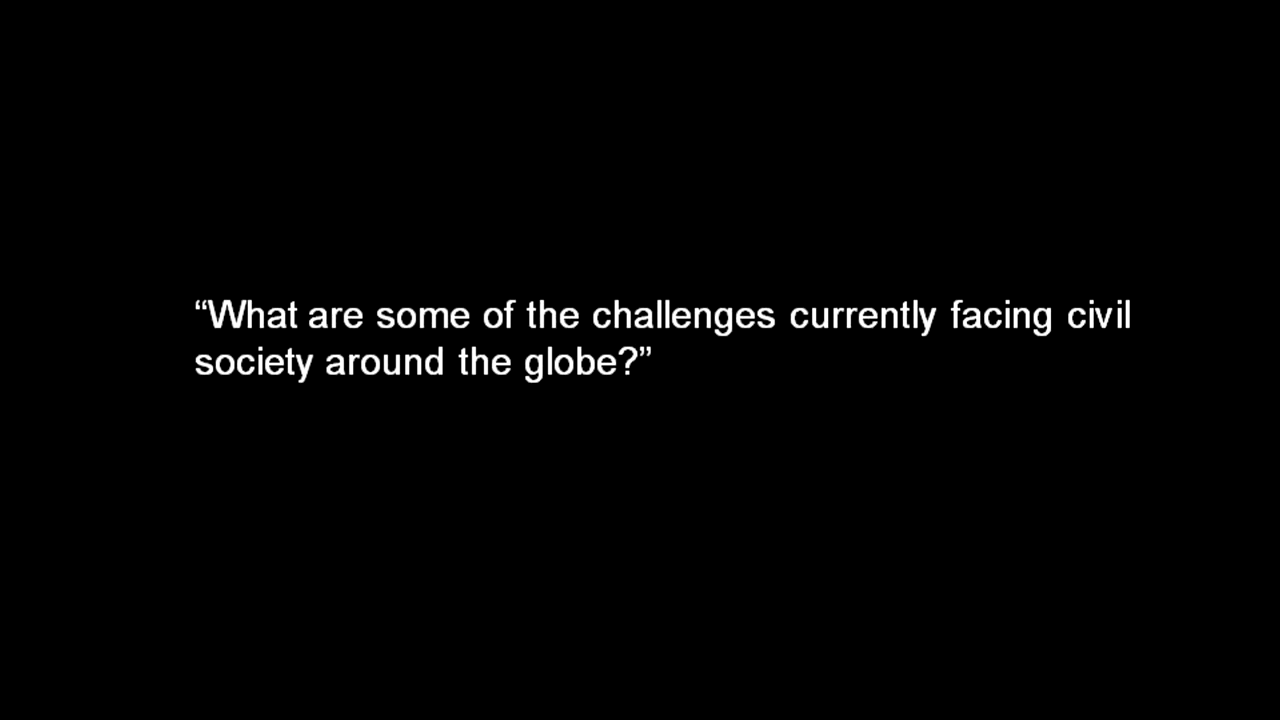 “What are some of the challenges currently facing civil
society around the globe?”